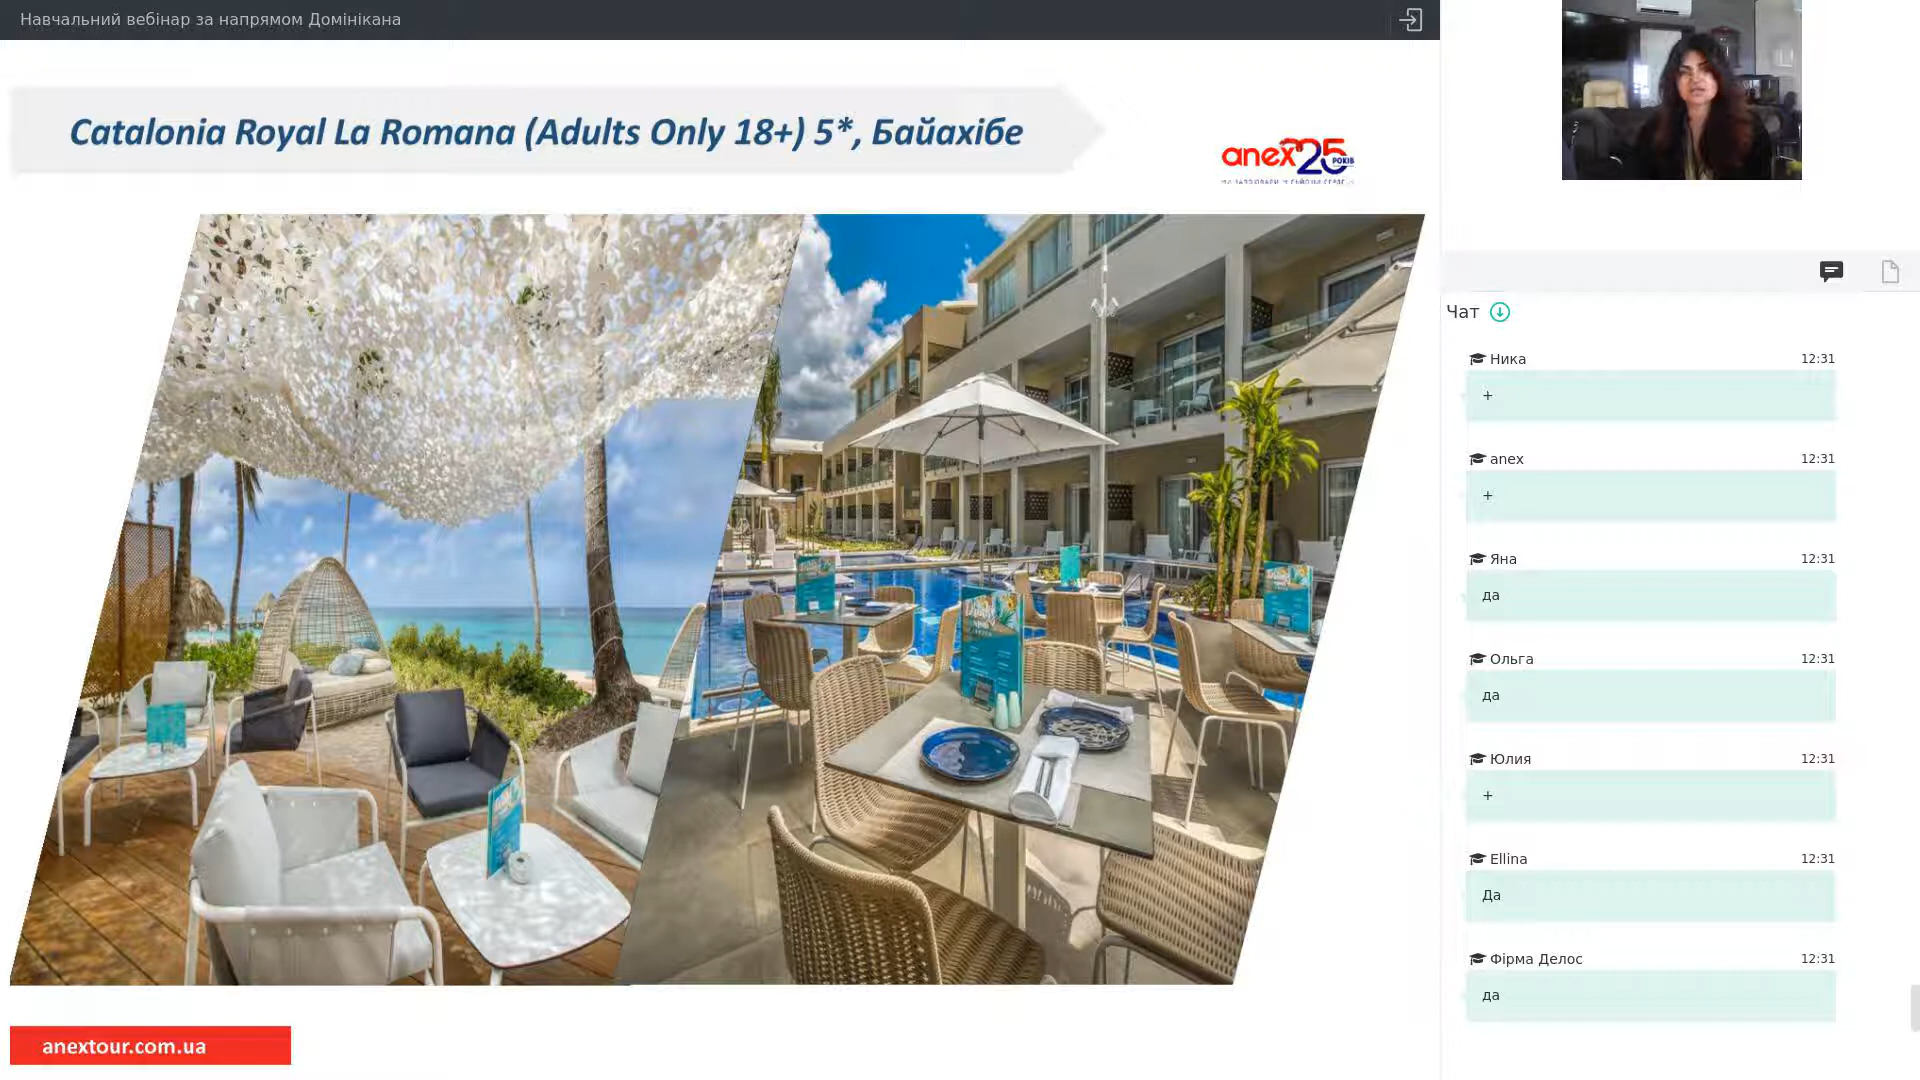 Навчальний вебінар за напрямом Домінікана
Catalonia Royal La Romana (Adults Only 18+) 5*, Байахібе
anex 25 РОКІВ
anextour.com.ua
Чат
Ника 12:31
+
anex 12:31
+
Яна 12:31
да
Ольга 12:31
да
Юлия 12:31
+
Ellina 12:31
Да
Фірма Делос 12:31
да